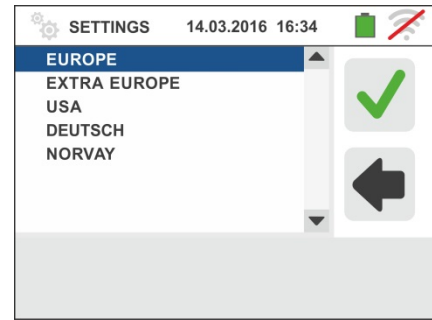 SETTINGS 14.03.2016 16:34
EUROPE
EXTRA EUROPE
USA
DEUTSCH
NORVAY